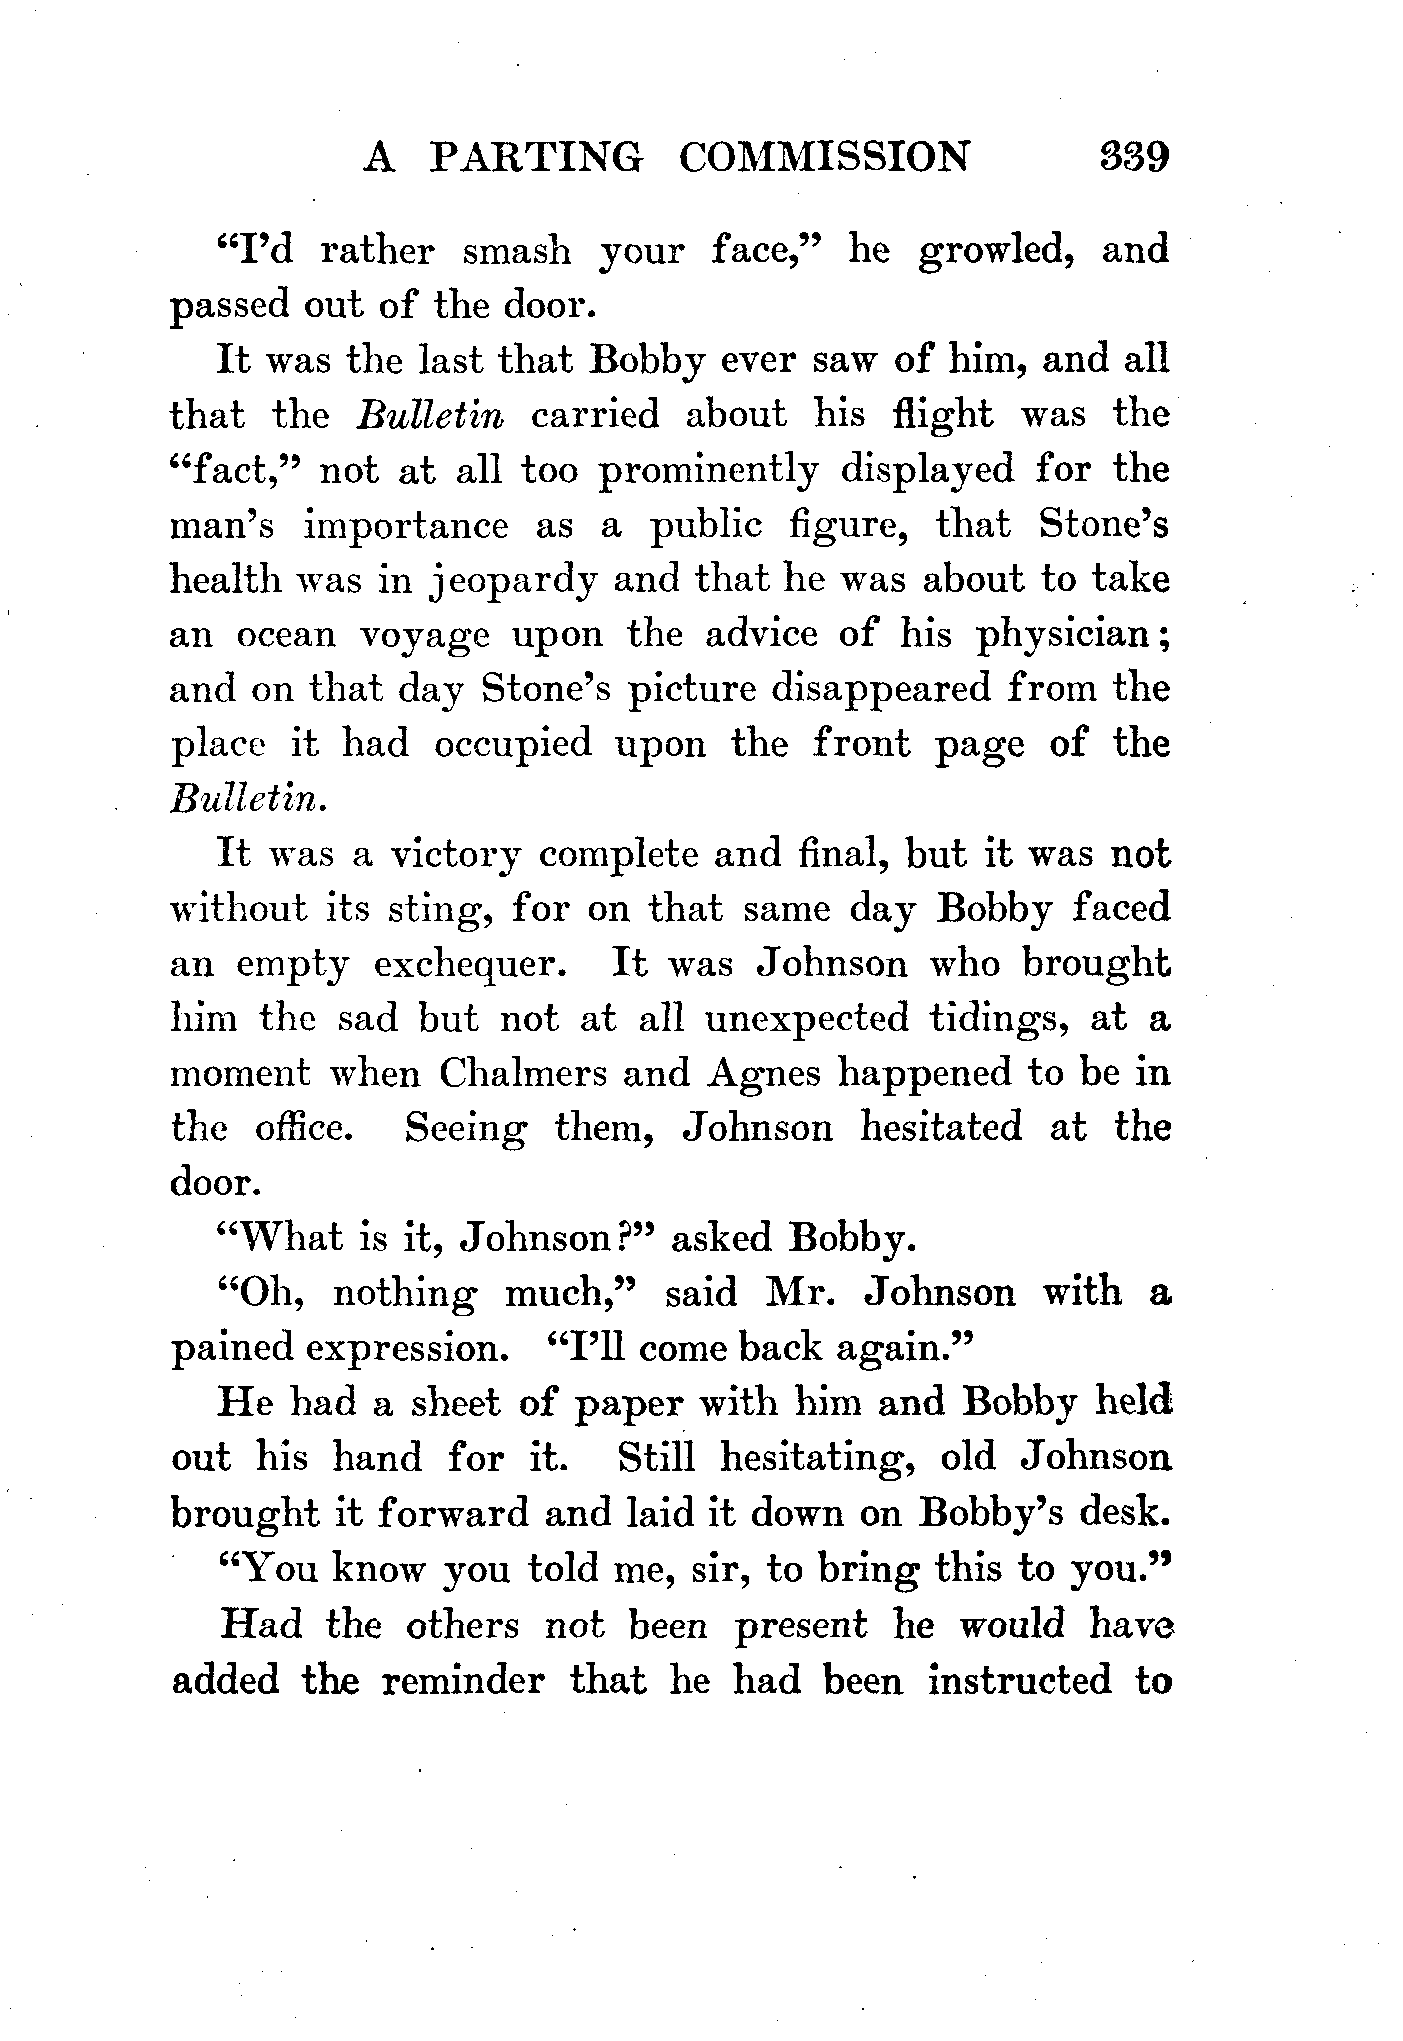 A PARTING COMMISSION 339
“I’d rather smash your face,” he growled, and
passed out of the door.
It was the last that Bobby ever saw of him, and all
that the Bulletin carried about his flight was the
“fact,” not at all too prominently displayed for the
man’s importance as a public figure, that Stone’s
health was in jeopardy and that he was about to take
an ocean voyage upon the advice of his physician;
and on that day Stone’s picture disappeared from the
place it had occupied upon the front page of the
Bulletin.
It was a victory complete and final, but it was not
without its sting, for on that same day Bobby faced
an empty exchequer. It was Johnson who brought
him the sad but not at all unexpected tidings, at a
moment when Chalmers and Agnes happened to be in
the office. Seeing them, Johnson hesitated at the
door.
“What is it, Johnson?” asked Bobby.
“Oh, nothing much,” said Mr. Johnson with a
pained expression. “I’ll come back again.”
He had a sheet of paper with him and Bobby held
out his hand for it. Still hesitating, old Johnson
brought it forward and laid it down on Bobby’s desk.
“You know you told me, sir, to bring this to you.”
Had the others not been present he would have
added the reminder that he had been instructed to